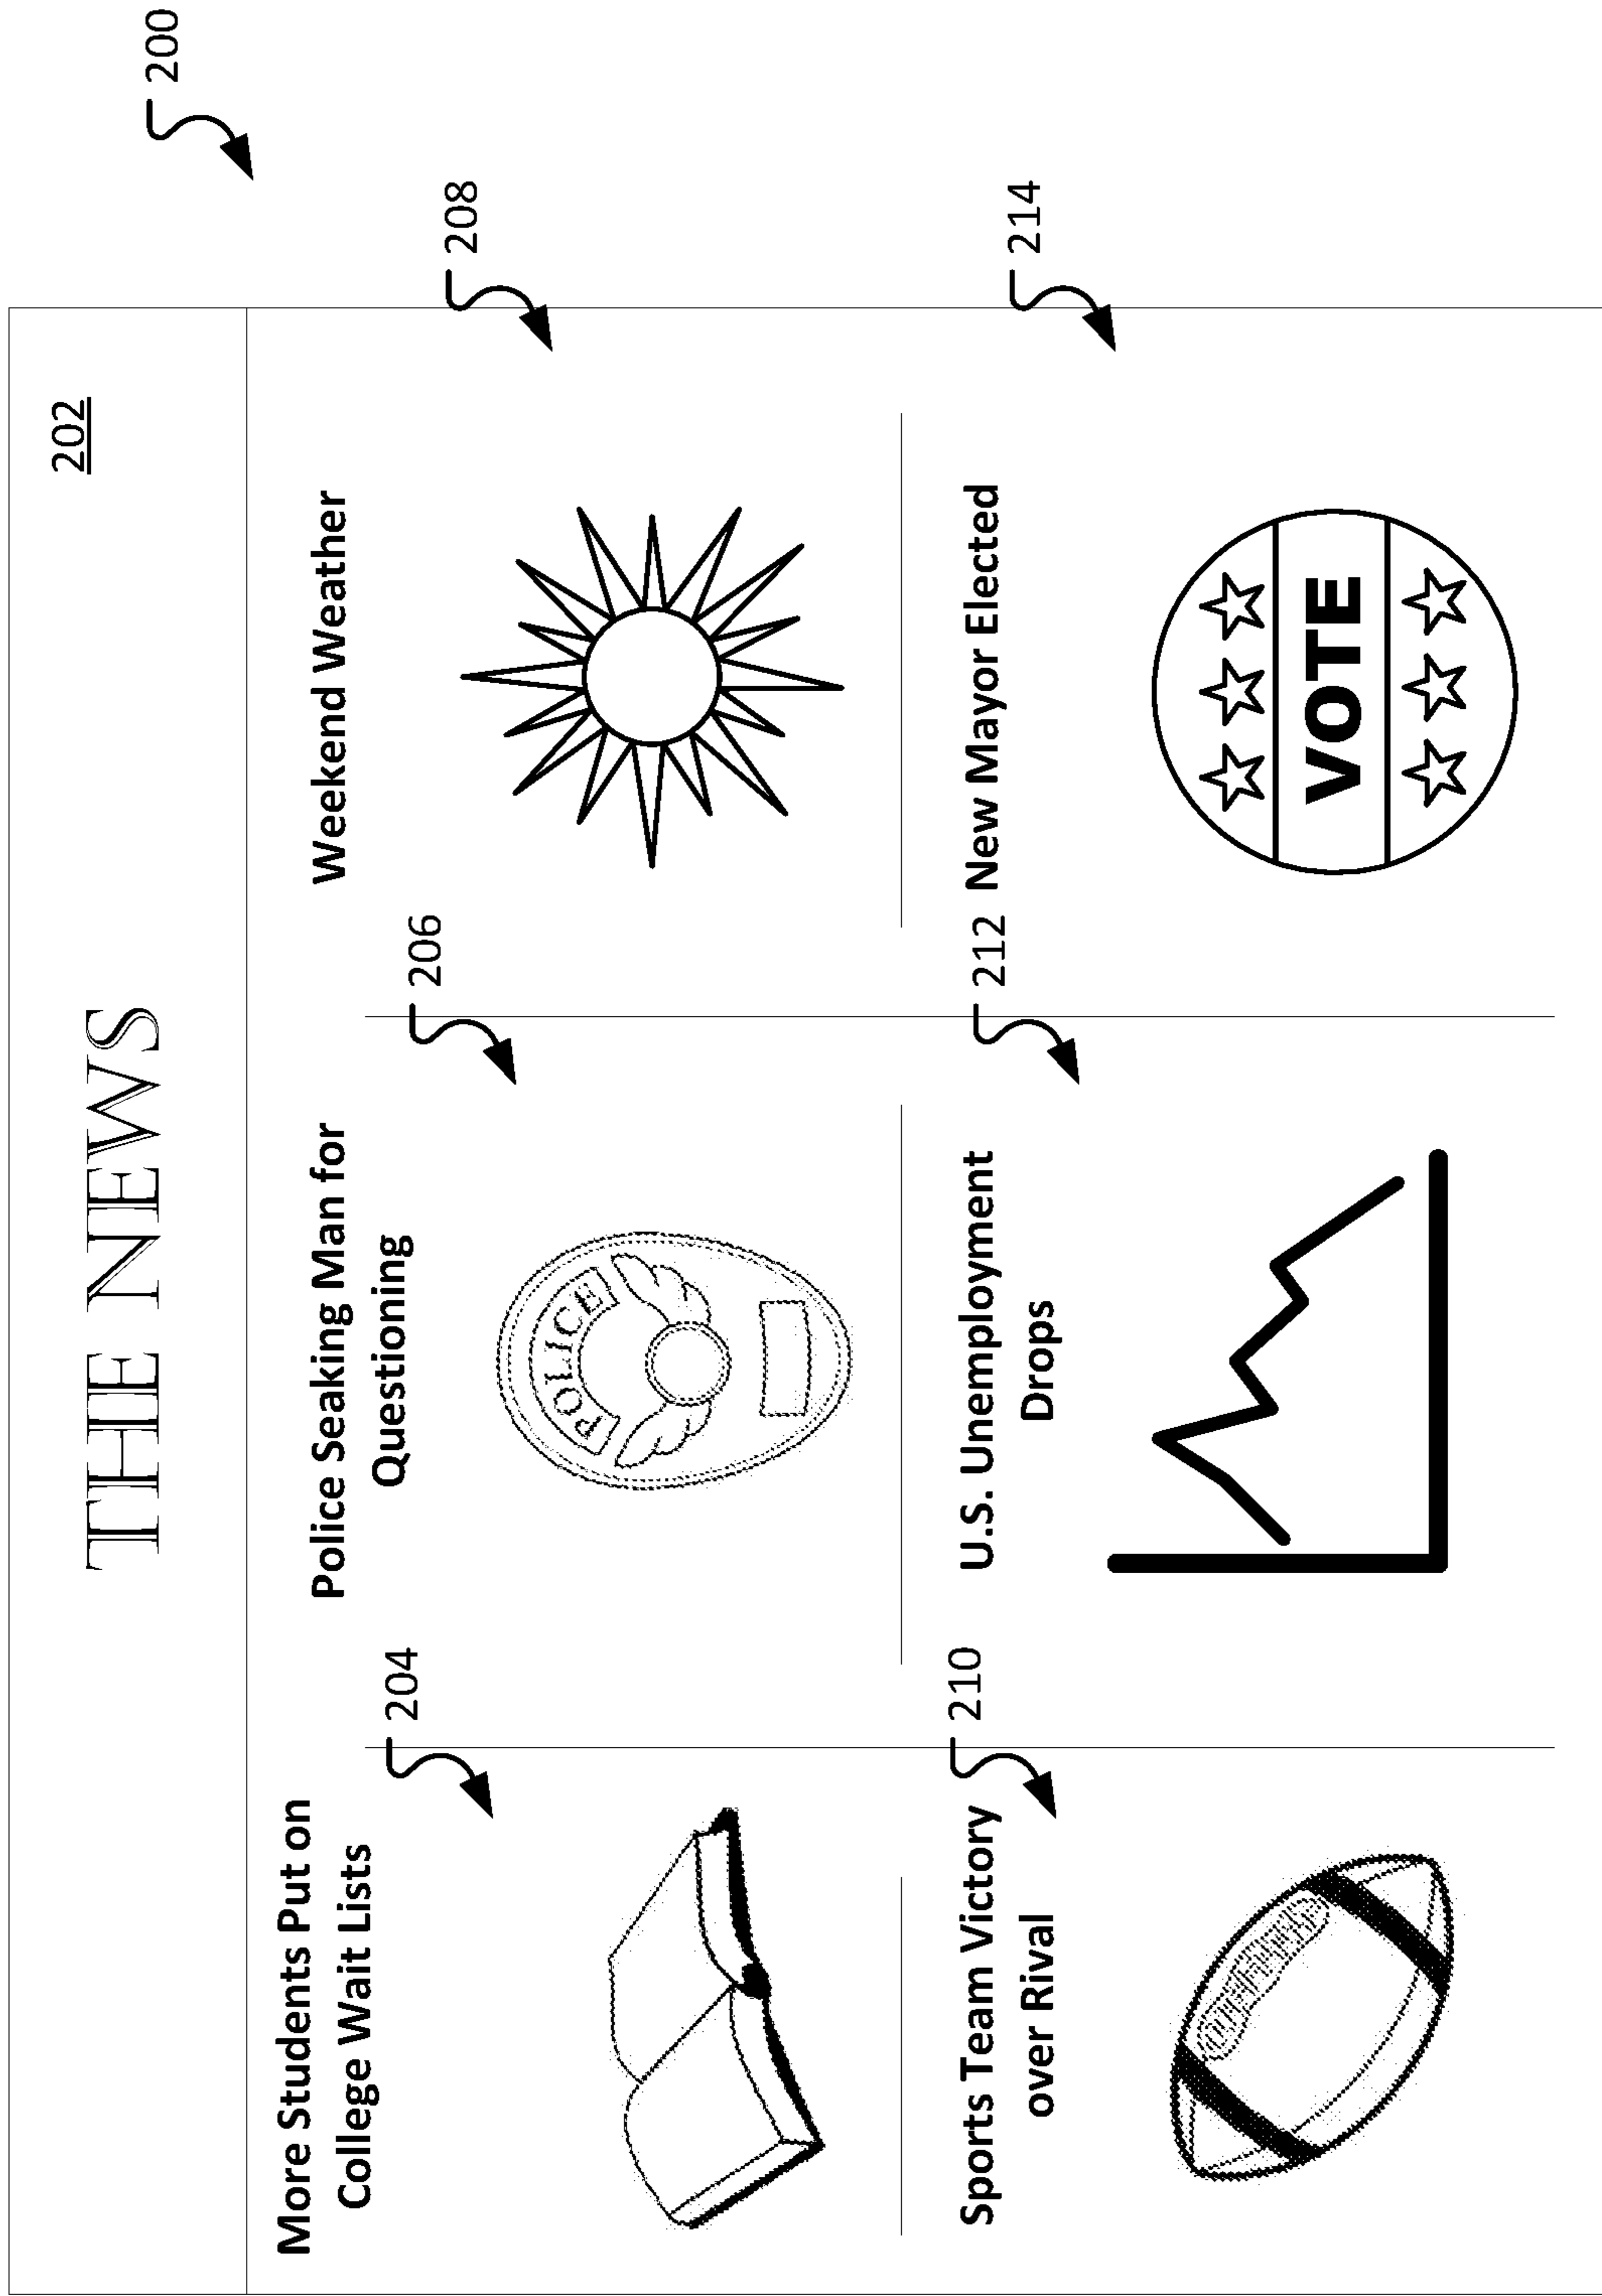 200
202
THE NEWS
More Students Put on
College Wait Lists
204
Police Seaking Man for
Questioning
206
POLICE
Weekend Weather
208
Sports Team Victory
over Rival
210
U.S. Unemployment
Drops
212
New Mayor Elected
214
VOTE